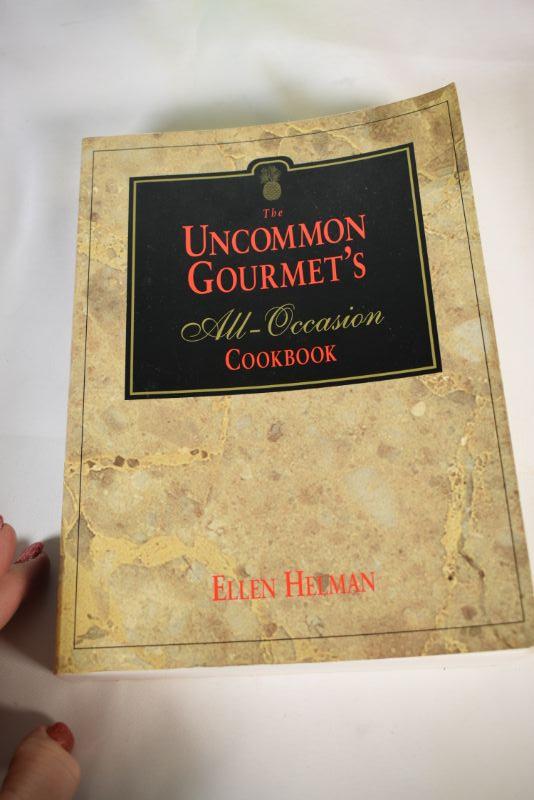 The
UNCOMMON
GOURMET'S
All-Occasion
COOKBOOK
ELLEN HELMAN